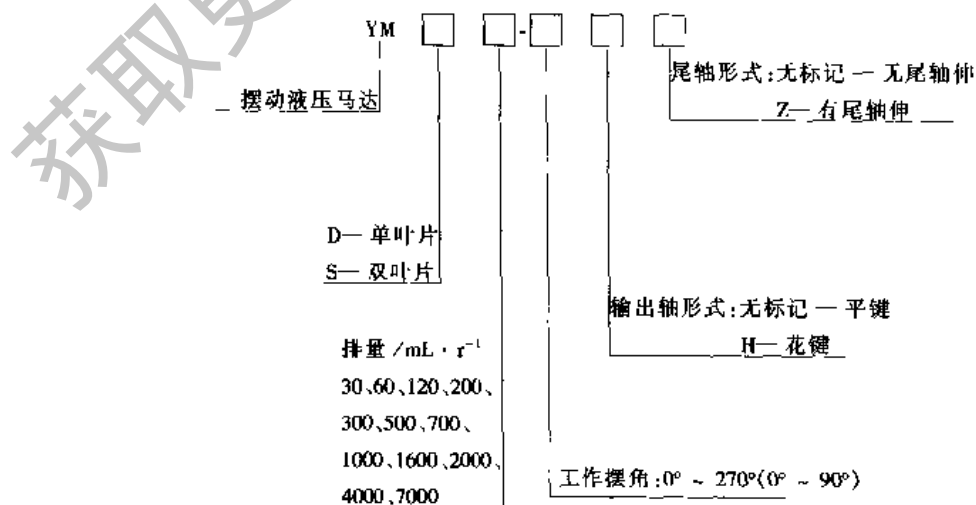 获取更
YM □ □-□ □ □
尾轴形式:无标记 — 无尾轴伸
Z— 有尾轴伸
摆动液压马达
D— 单叶片
S— 双叶片
输出轴形式:无标记 — 平键
H— 花键
排量 /mL · r⁻¹
30、60、120、200、
300、500、700、
1000、1600、2000、
4000、7000
工作摆角:0° ~ 270°(0° ~ 90°)